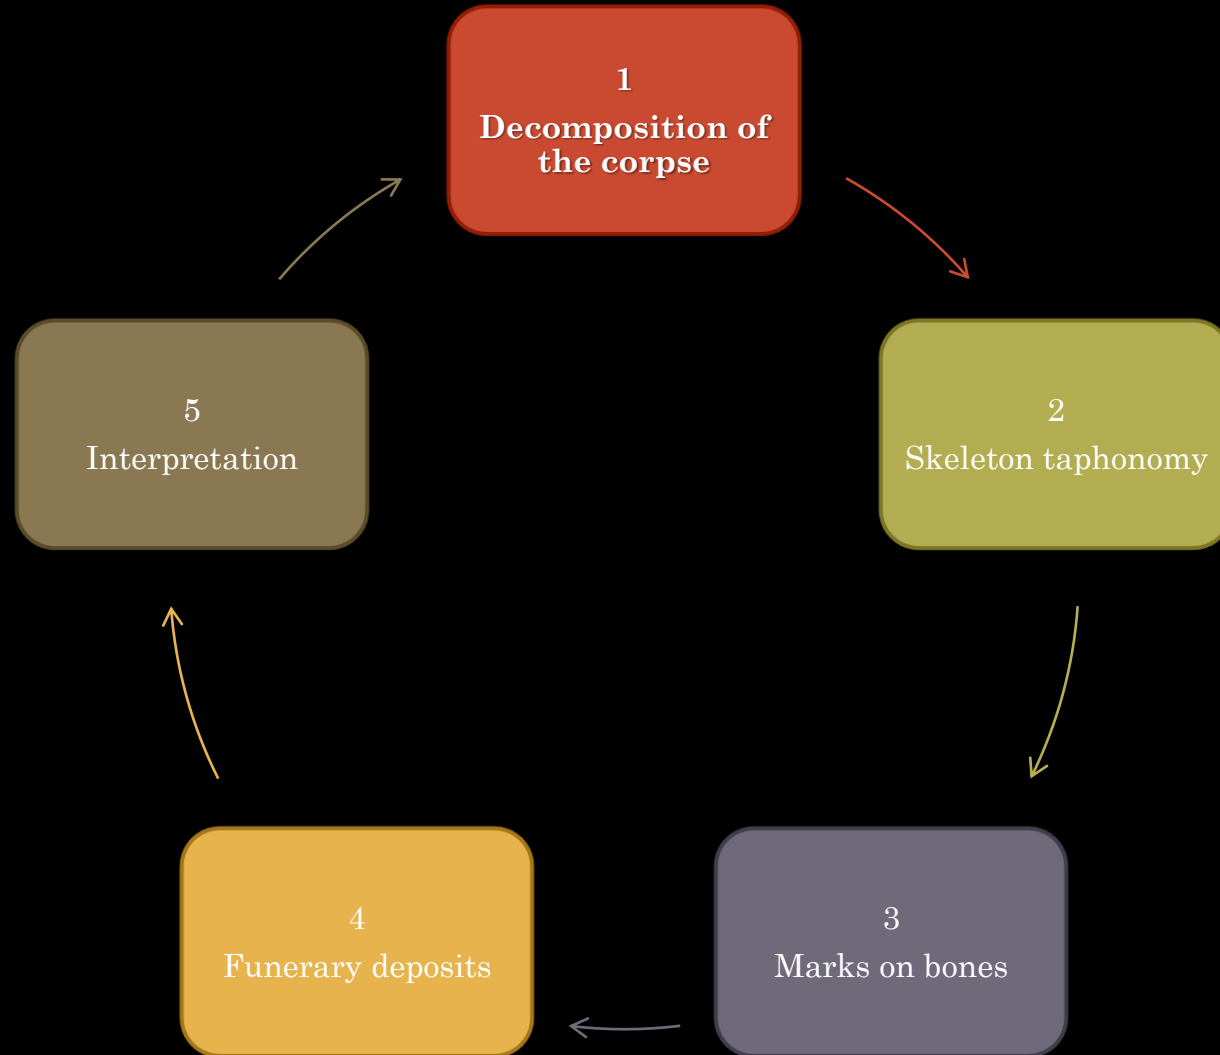 1
Decomposition of
the corpse
2
Skeleton taphonomy
3
Marks on bones
4
Funerary deposits
5
Interpretation